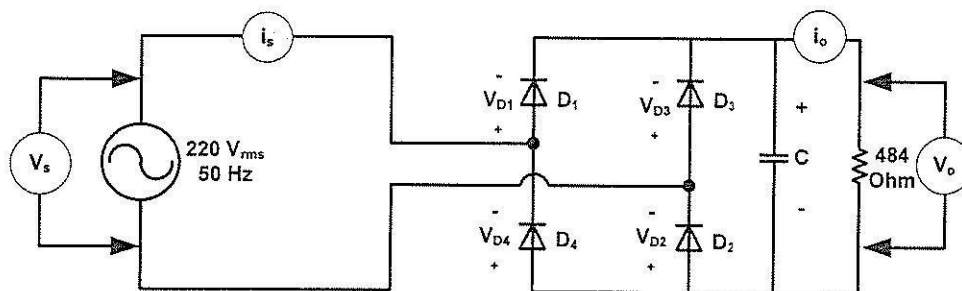 i_s
i_o
-
V_D1
+
D_1
-
V_D3
+
D_3
V_s
220 V_rms
50 Hz
+
C
-
484
Ohm
V_o
-
V_D4
+
D_4
-
V_D2
+
D_2